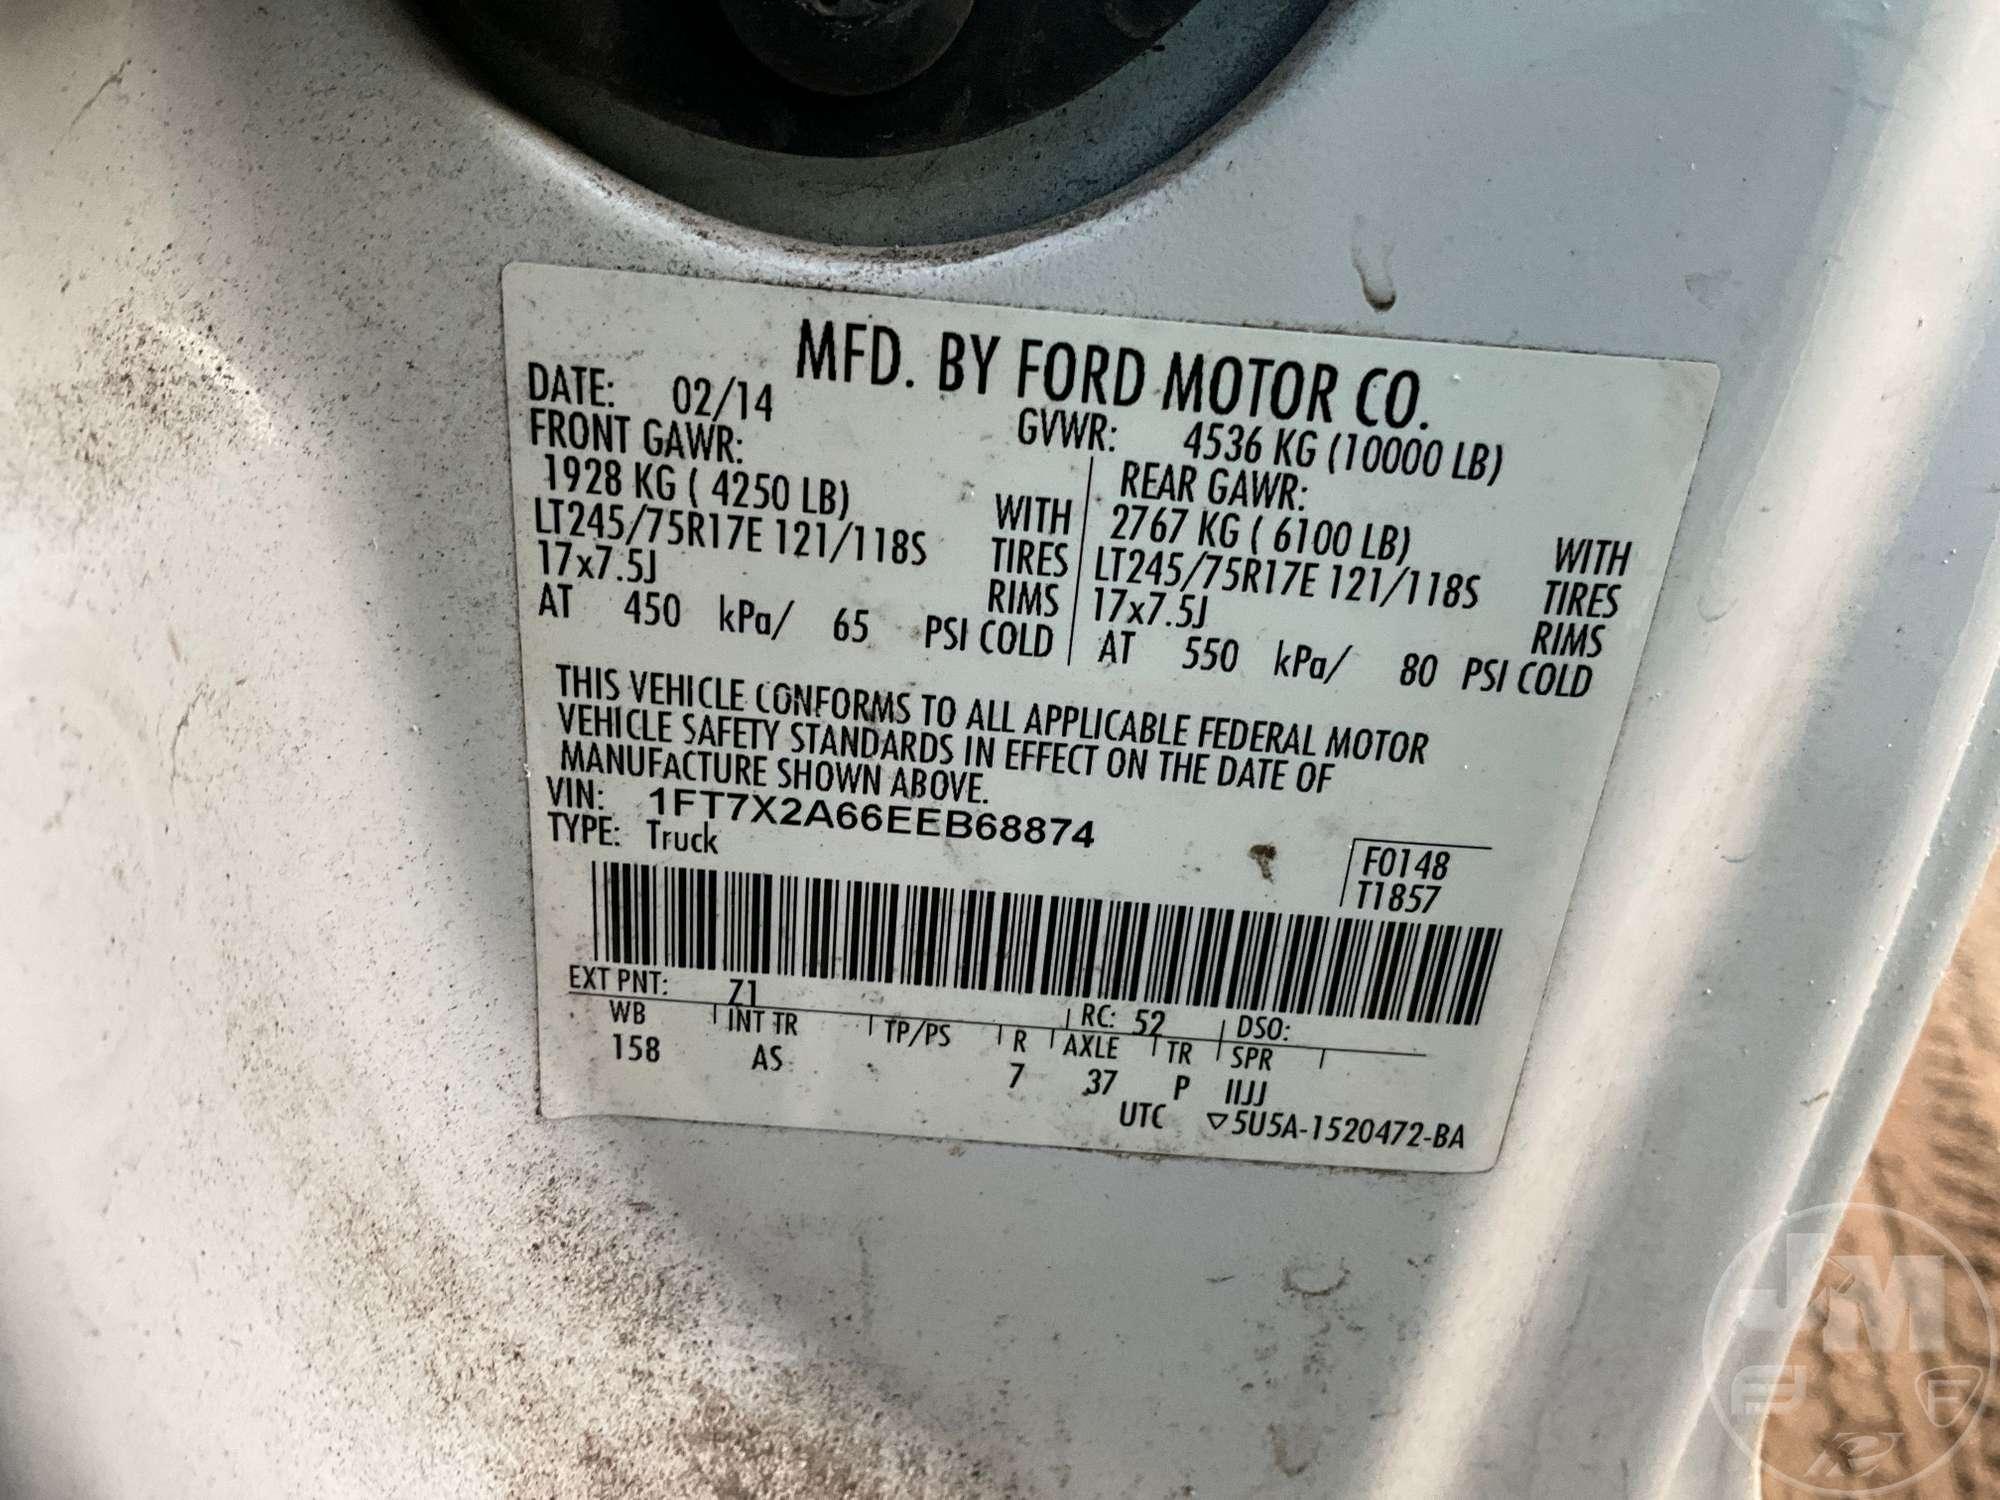 MFD. BY FORD MOTOR CO.
DATE: 02/14 GVWR: 4536 KG (10000 LB)
FRONT GAWR: REAR GAWR:
1928 KG ( 4250 LB) WITH 2767 KG ( 6100 LB) WITH
LT245/75R17E 121/118S TIRES LT245/75R17E 121/118S TIRES
17x7.5J RIMS 17x7.5J RIMS
AT 450 kPa/ 65 PSI COLD AT 550 kPa/ 80 PSI COLD
THIS VEHICLE CONFORMS TO ALL APPLICABLE FEDERAL MOTOR
VEHICLE SAFETY STANDARDS IN EFFECT ON THE DATE OF
MANUFACTURE SHOWN ABOVE.
VIN: 1FT7X2A66EEB68874
TYPE: Truck
F0148
T1857
EXT PNT: Z1 RC: 52 DSO:
WB INT TR TP/PS R AXLE TR SPR
158 AS 7 37 P IIJJ
UTC ▽5U5A-1520472-BA
JM